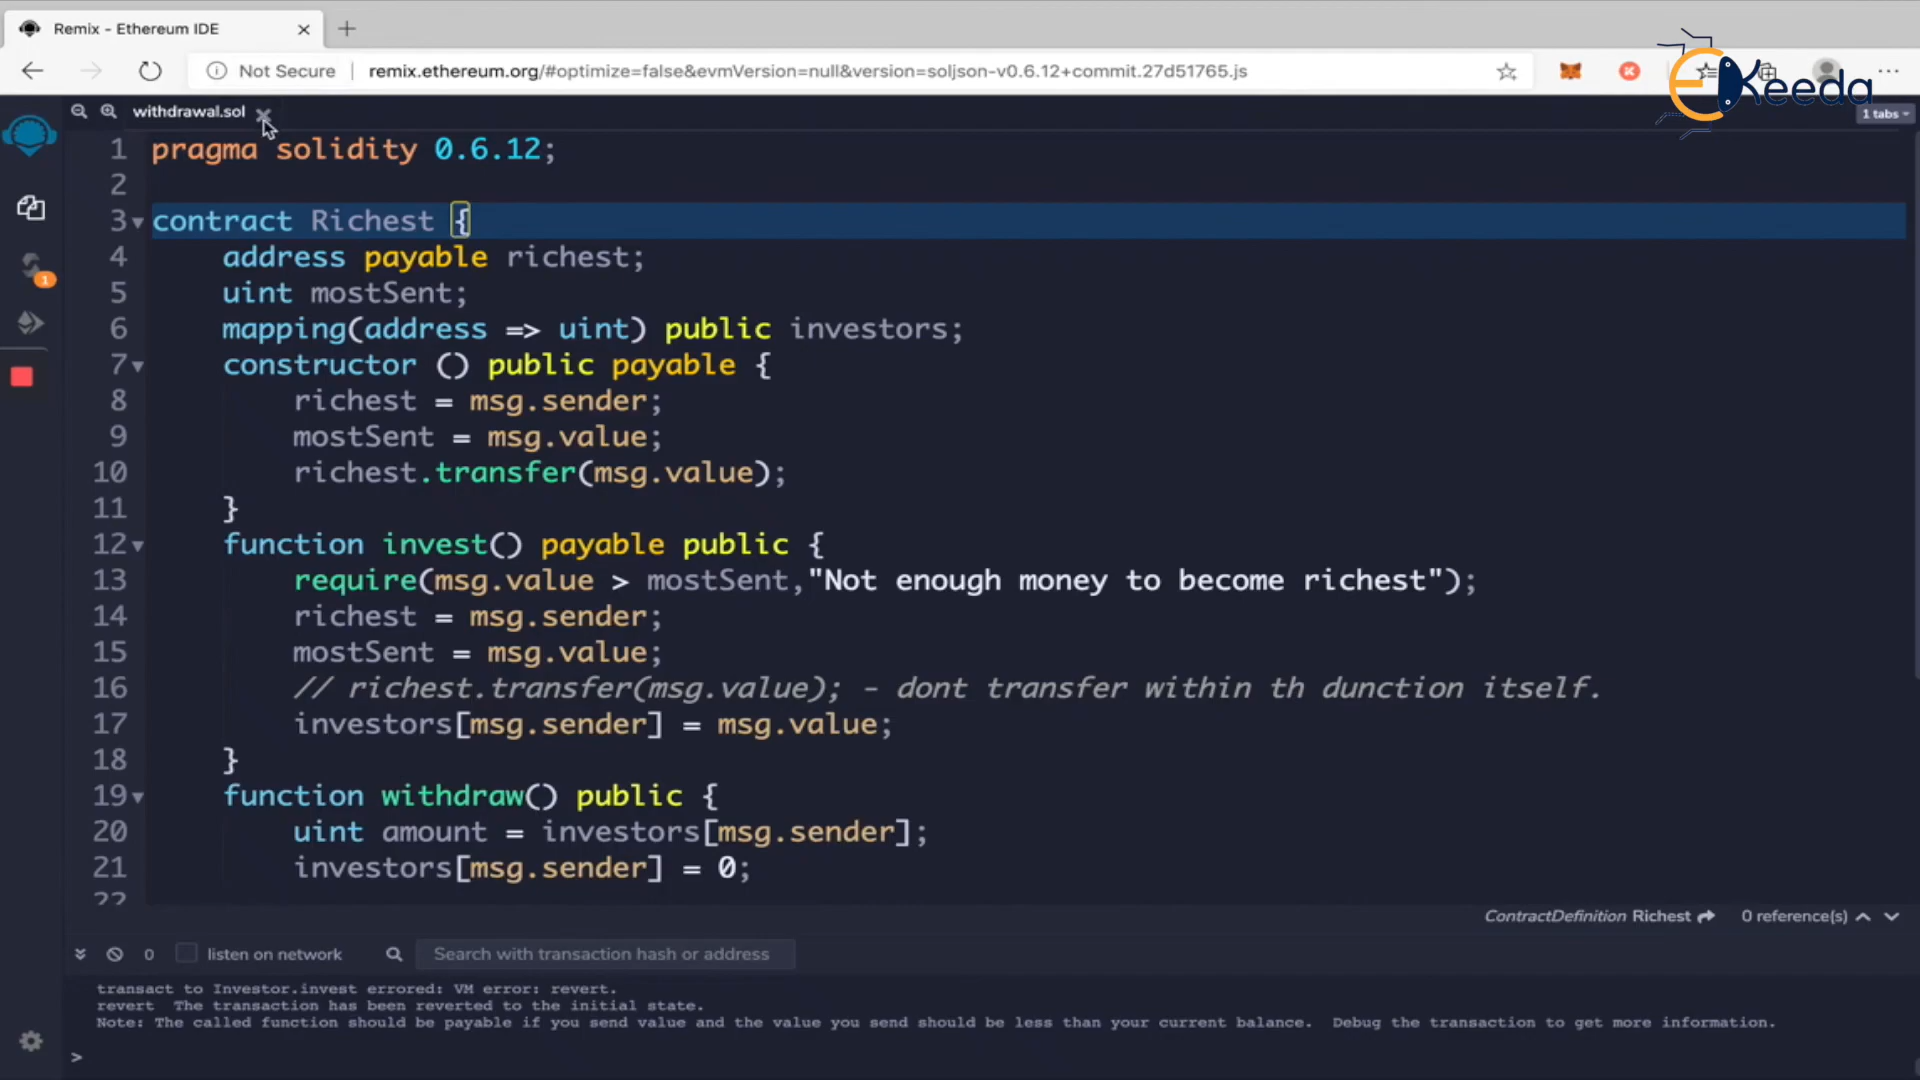 Remix - Ethereum IDE
Not Secure
remix.ethereum.org/#optimize=false&evmVersion=null&version=soljson-v0.6.12+commit.27d51765.js
eKeeda
withdrawal.sol
1 tabs
1 pragma solidity 0.6.12;
2
3 contract Richest {
4 address payable richest;
5 uint mostSent;
6 mapping(address => uint) public investors;
7 constructor () public payable {
8 richest = msg.sender;
9 mostSent = msg.value;
10 richest.transfer(msg.value);
11 }
12 function invest() payable public {
13 require(msg.value > mostSent,"Not enough money to become richest");
14 richest = msg.sender;
15 mostSent = msg.value;
16 // richest.transfer(msg.value); - dont transfer within th dunction itself.
17 investors[msg.sender] = msg.value;
18 }
19 function withdraw() public {
20 uint amount = investors[msg.sender];
21 investors[msg.sender] = 0;
22
1
ContractDefinition Richest 0 reference(s)
0 listen on network Search with transaction hash or address
transact to Investor.invest errored: VM error: revert.
revert The transaction has been reverted to the initial state.
Note: The called function should be payable if you send value and the value you send should be less than your current balance. Debug the transaction to get more information.
>